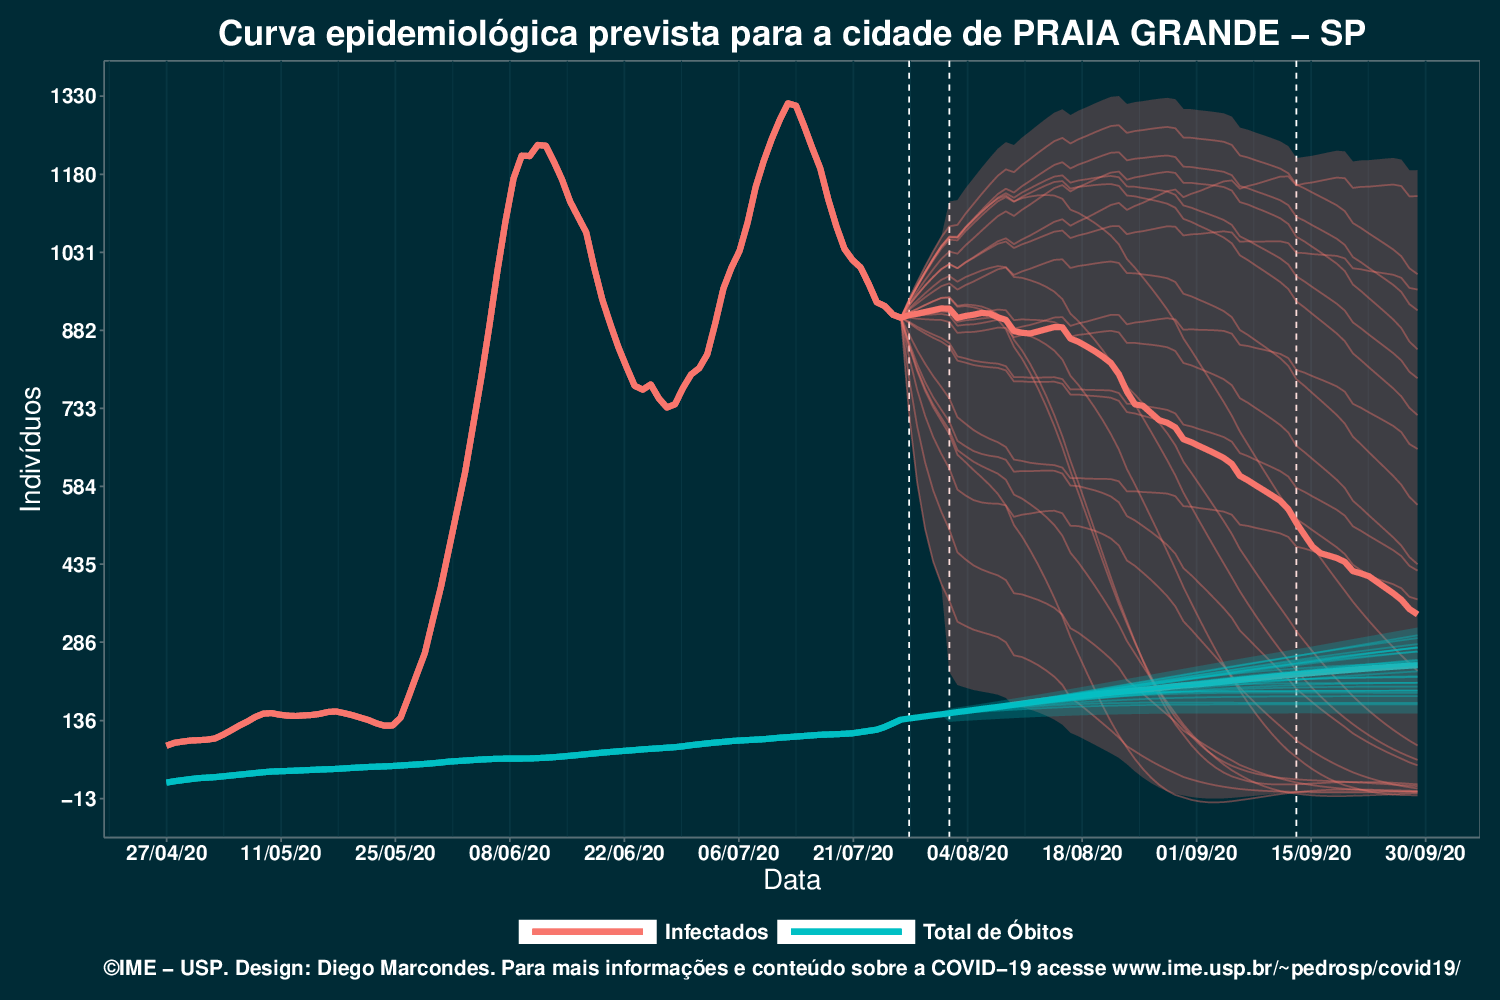 Curva epidemiológica prevista para a cidade de PRAIA GRANDE – SP
Indivíduos
1330
1180
1031
882
733
584
435
286
136
−13
27/04/20 11/05/20 25/05/20 08/06/20 22/06/20 06/07/20 21/07/20 04/08/20 18/08/20 01/09/20 15/09/20 30/09/20
Data
Infectados Total de Óbitos
©IME – USP. Design: Diego Marcondes. Para mais informações e conteúdo sobre a COVID−19 acesse www.ime.usp.br/~pedrosp/covid19/